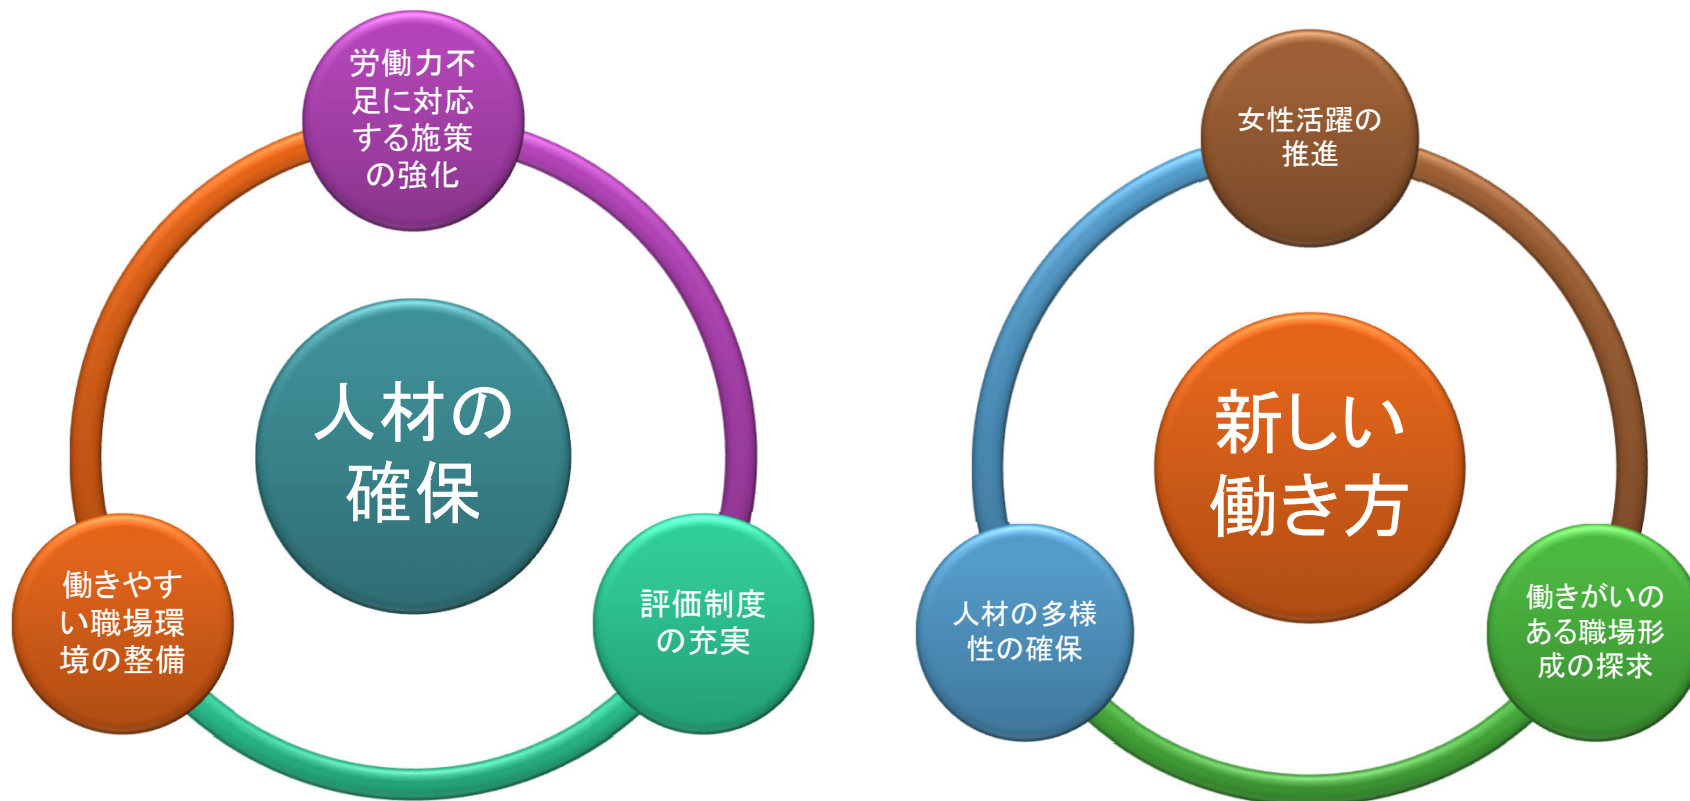 労働力不
足に対応
する施策
の強化
人材の
確保
働きやす
い職場環
境の整備
評価制度
の充実
女性活躍の
推進
新しい
働き方
人材の多様
性の確保
働きがいの
ある職場形
成の探求